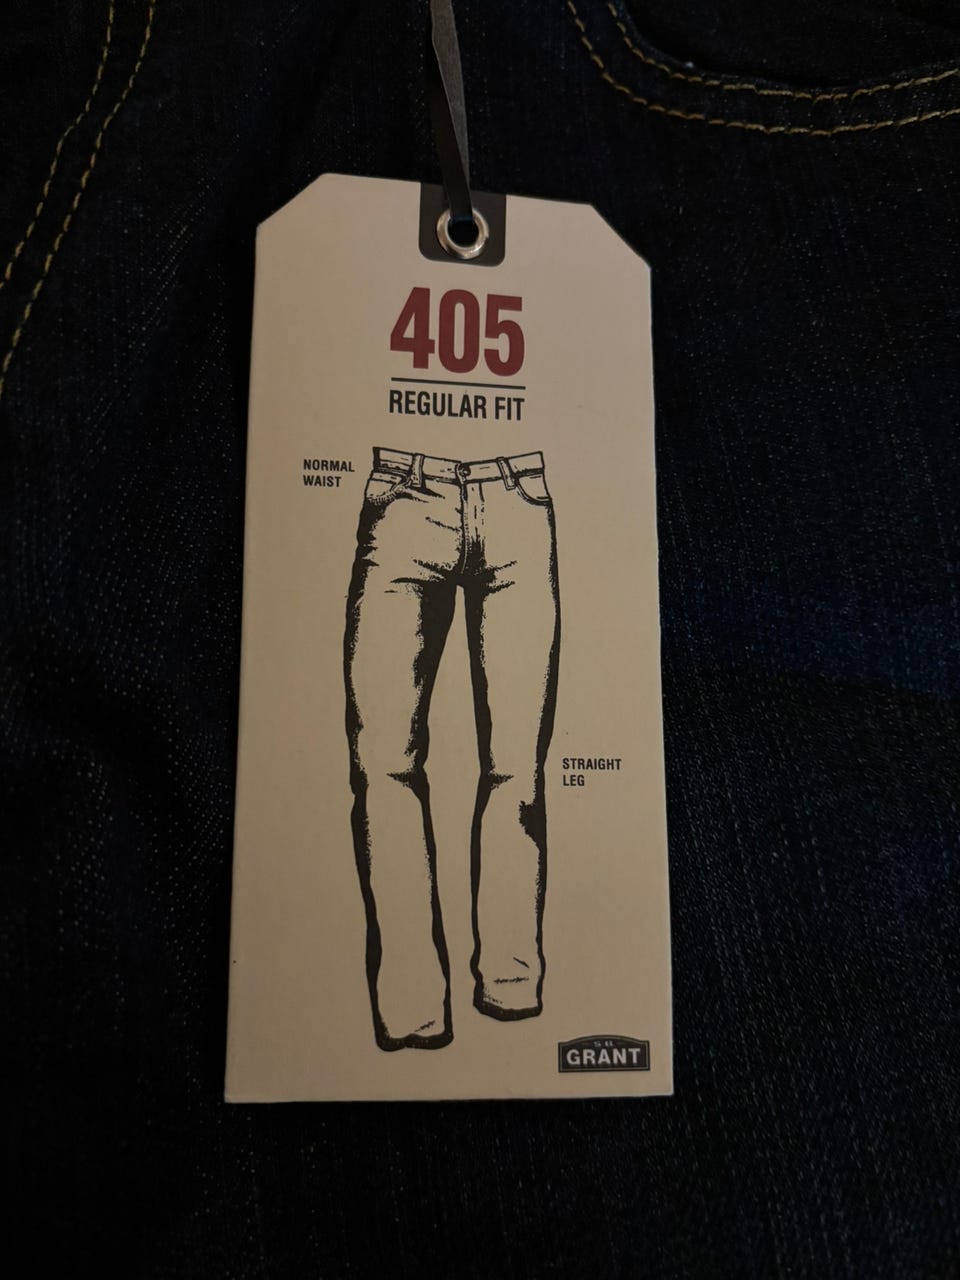 405
REGULAR FIT
NORMAL
WAIST
STRAIGHT
LEG
GRANT